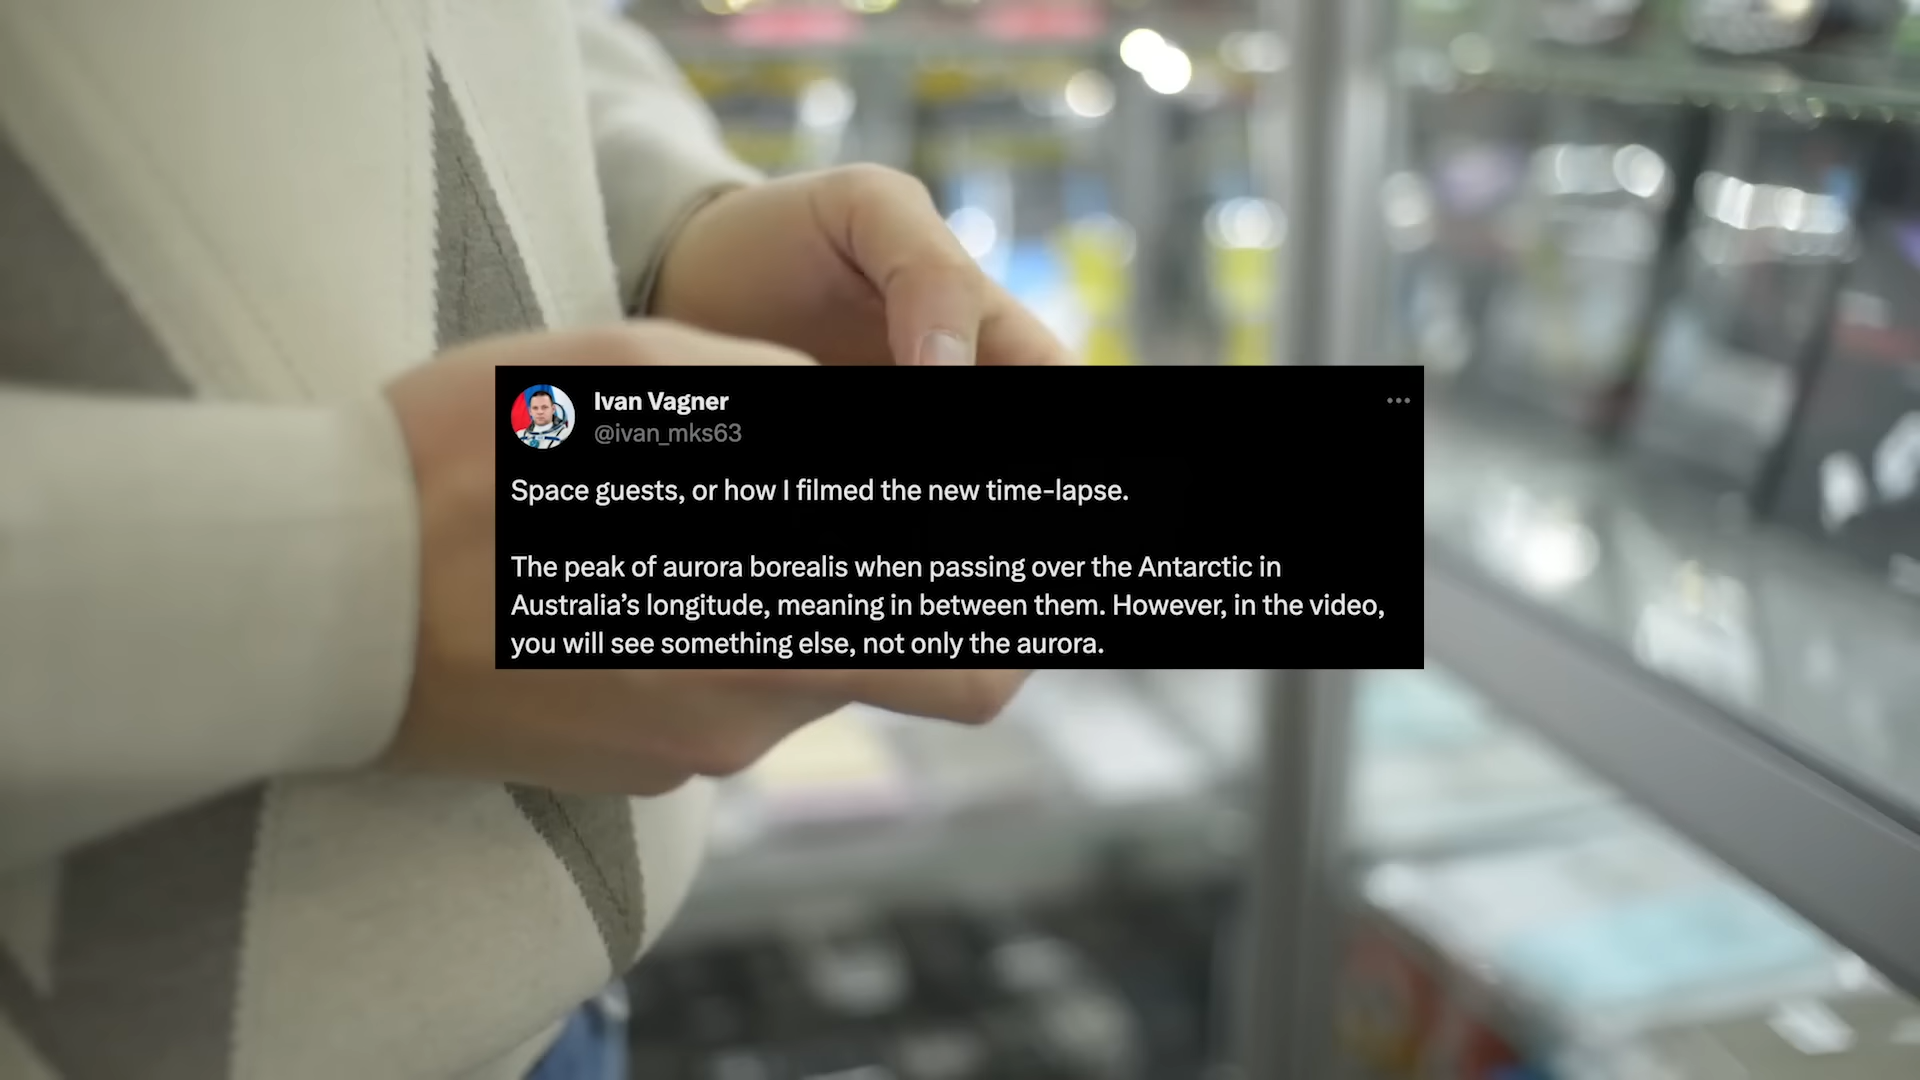 Ivan Vagner
@ivan_mks63
Space guests, or how I filmed the new time-lapse.
The peak of aurora borealis when passing over the Antarctic in
Australia’s longitude, meaning in between them. However, in the video,
you will see something else, not only the aurora.